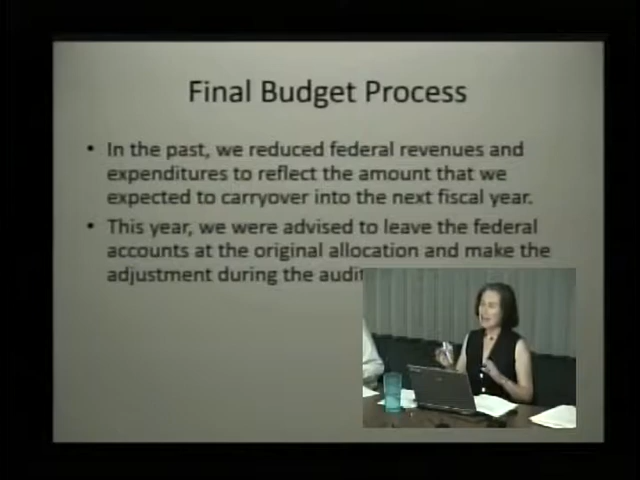 Final Budget Process
• In the past, we reduced federal revenues and
expenditures to reflect the amount that we
expected to carryover into the next fiscal year.
• This year, we were advised to leave the federal
accounts at the original allocation and make the
adjustment during the audit